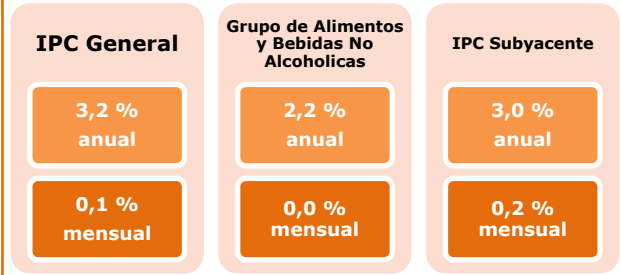 IPC General
3,2 %
anual
0,1 %
mensual
Grupo de Alimentos
y Bebidas No
Alcoholicas
2,2 %
anual
0,0 %
mensual
IPC Subyacente
3,0 %
anual
0,2 %
mensual